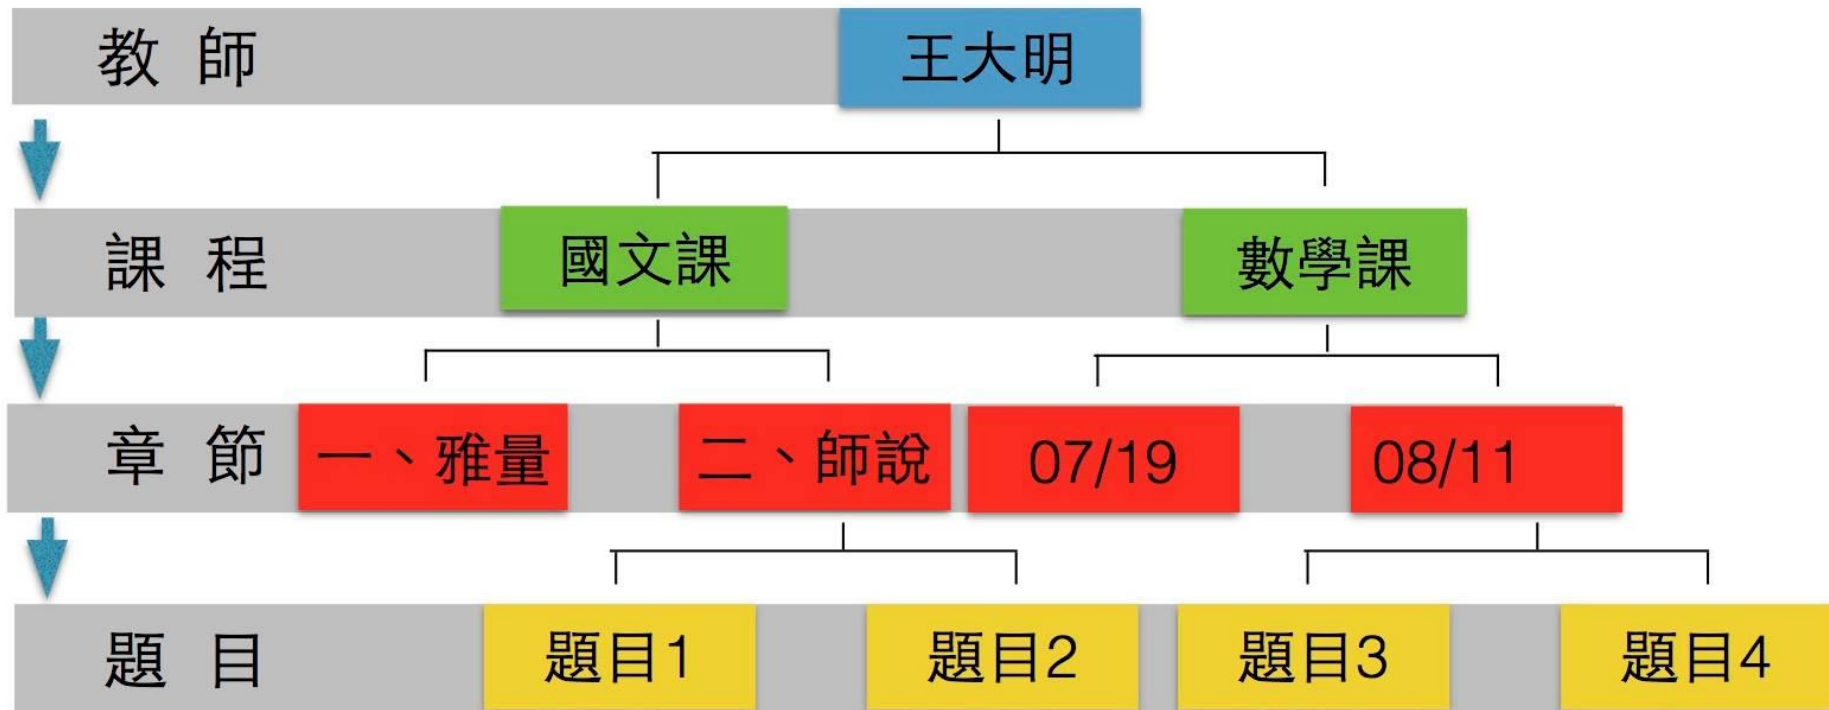 教 師 王大明
課 程 國文課 數學課
章 節 一、雅量 二、師說 07/19 08/11
題 目 題目1 題目2 題目3 題目4